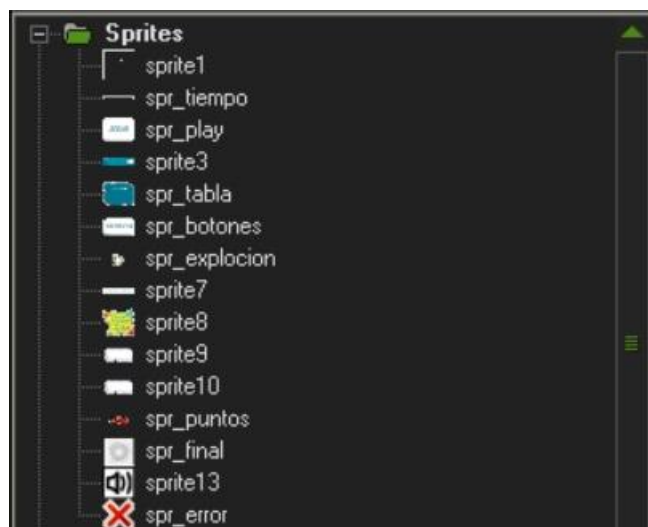 Sprites
sprite1
spr_tiempo
spr_play
sprite3
spr_tabla
spr_botones
spr_explocion
sprite7
sprite8
sprite9
sprite10
spr_puntos
spr_final
sprite13
spr_error